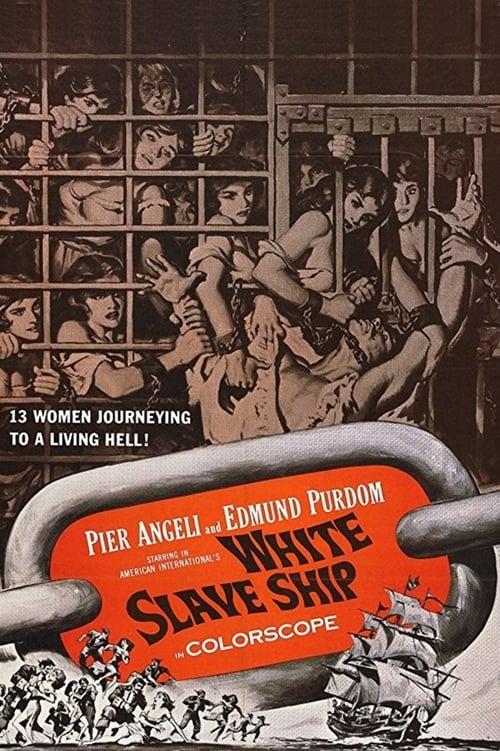 13 WOMEN JOURNEYING
TO A LIVING HELL!
PIER ANGELI and EDMUND PURDOM
STARRING IN
AMERICAN INTERNATIONAL'S
WHITE
SLAVE SHIP
IN COLORSCOPE